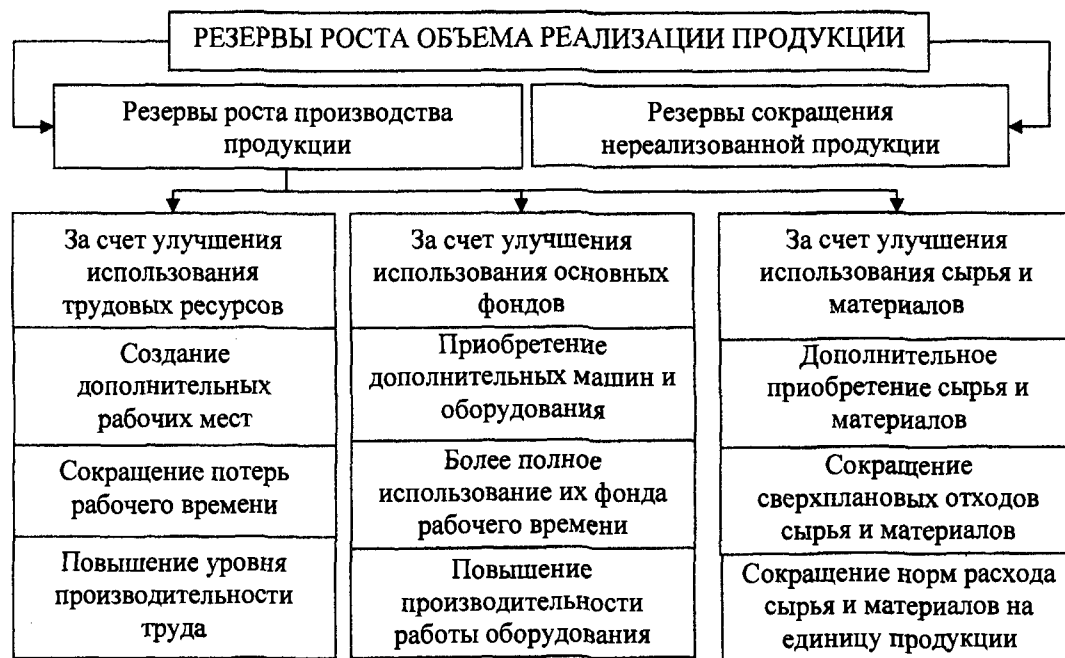 РЕЗЕРВЫ РОСТА ОБЪЕМА РЕАЛИЗАЦИИ ПРОДУКЦИИ
Резервы роста производства
продукции
Резервы сокращения
нереализованной продукции
За счет улучшения
использования
трудовых ресурсов
Создание
дополнительных
рабочих мест
Сокращение потерь
рабочего времени
Повышение уровня
производительности
труда
За счет улучшения
использования основных
фондов
Приобретение
дополнительных машин и
оборудования
Более полное
использование их фонда
рабочего времени
Повышение
производительности
работы оборудования
За счет улучшения
использования сырья и
материалов
Дополнительное
приобретение сырья и
материалов
Сокращение
сверхплановых отходов
сырья и материалов
Сокращение норм расхода
сырья и материалов на
единицу продукции